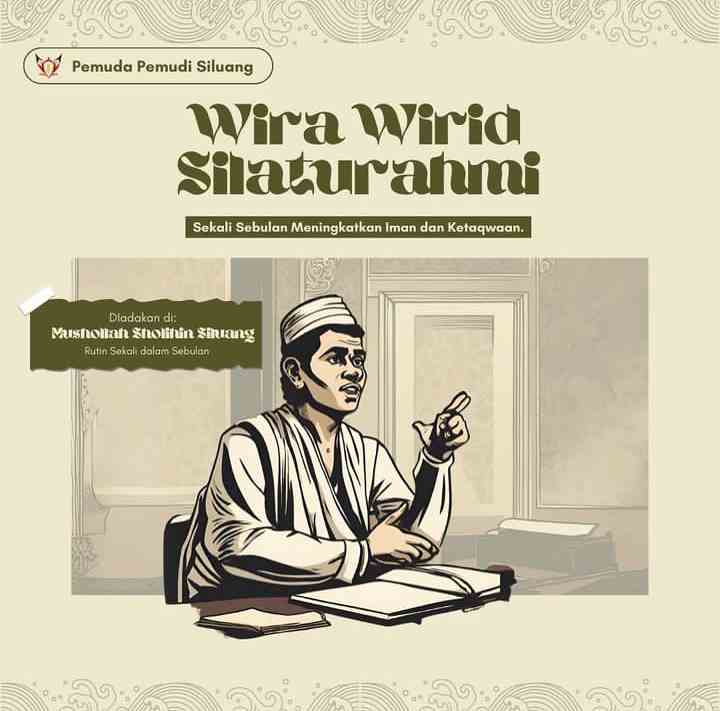 Pemuda Pemudi Siluang
Wira Wirid
Silaturahmi
Sekali Sebulan Meningkatkan Iman dan Ketaqwaan.
DIadakan di:
Mushollah Sholihin Siluang
Rutin Sekali dalam Sebulan